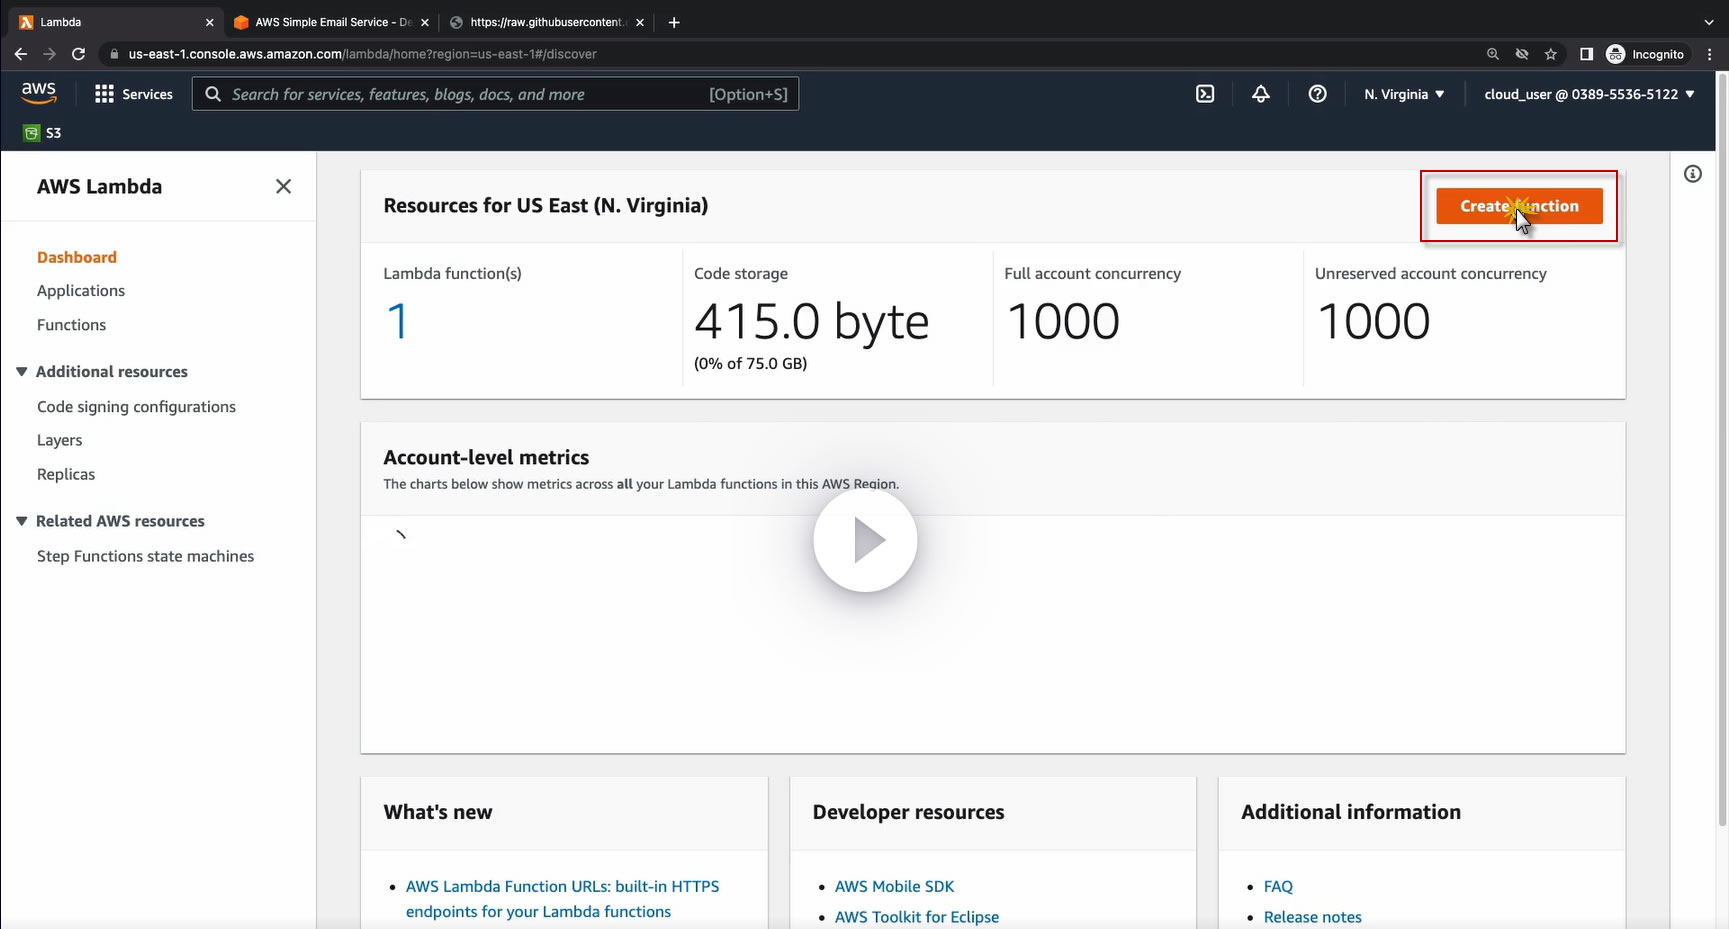 Lambda
AWS Simple Email Service - De
https://raw.githubusercontent.
us-east-1.console.aws.amazon.com/lambda/home?region=us-east-1#/discover
Incognito
aws
Services
Search for services, features, blogs, docs, and more
[Option+S]
N. Virginia
cloud_user @ 0389-5536-5122
S3
AWS Lambda
Dashboard
Applications
Functions
Additional resources
Code signing configurations
Layers
Replicas
Related AWS resources
Step Functions state machines
Resources for US East (N. Virginia)
Create function
Lambda function(s)
1
Code storage
415.0 byte
(0% of 75.0 GB)
Full account concurrency
1000
Unreserved account concurrency
1000
Account-level metrics
The charts below show metrics across all your Lambda functions in this AWS Region.
What's new
AWS Lambda Function URLs: built-in HTTPS
endpoints for your Lambda functions
Developer resources
AWS Mobile SDK
AWS Toolkit for Eclipse
Additional information
FAQ
Release notes